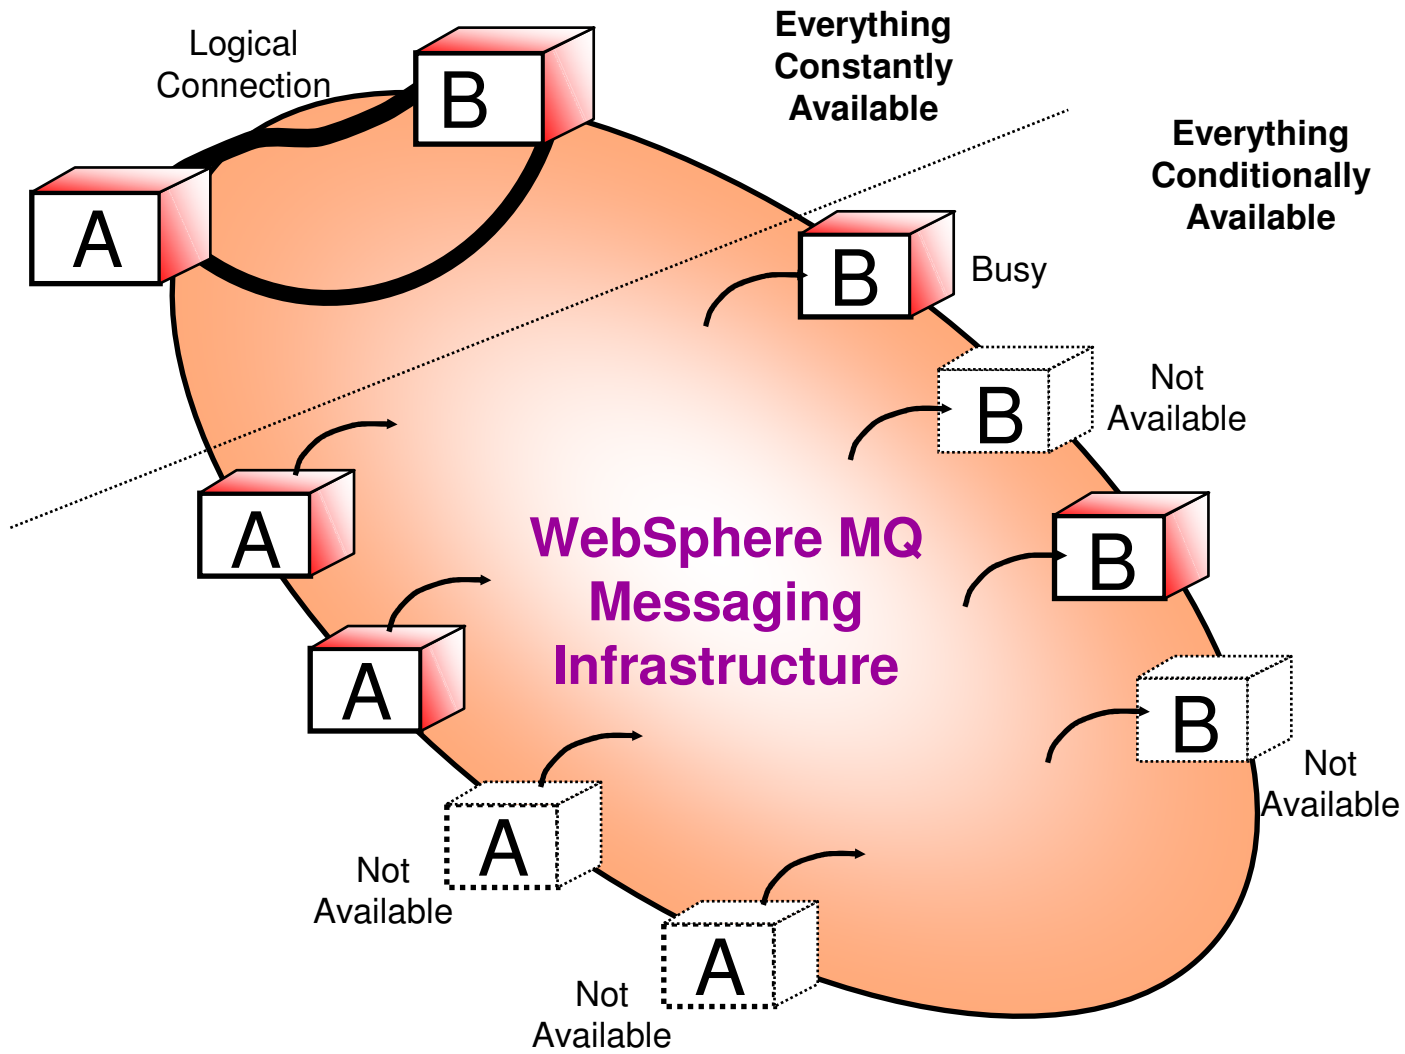 Logical
Connection
B
A
Everything
Constantly
Available
Everything
Conditionally
Available
B
Busy
B
Not
Available
A
WebSphere MQ
Messaging
Infrastructure
B
A
B
Not
Available
A
Not
Available
A
Not
Available